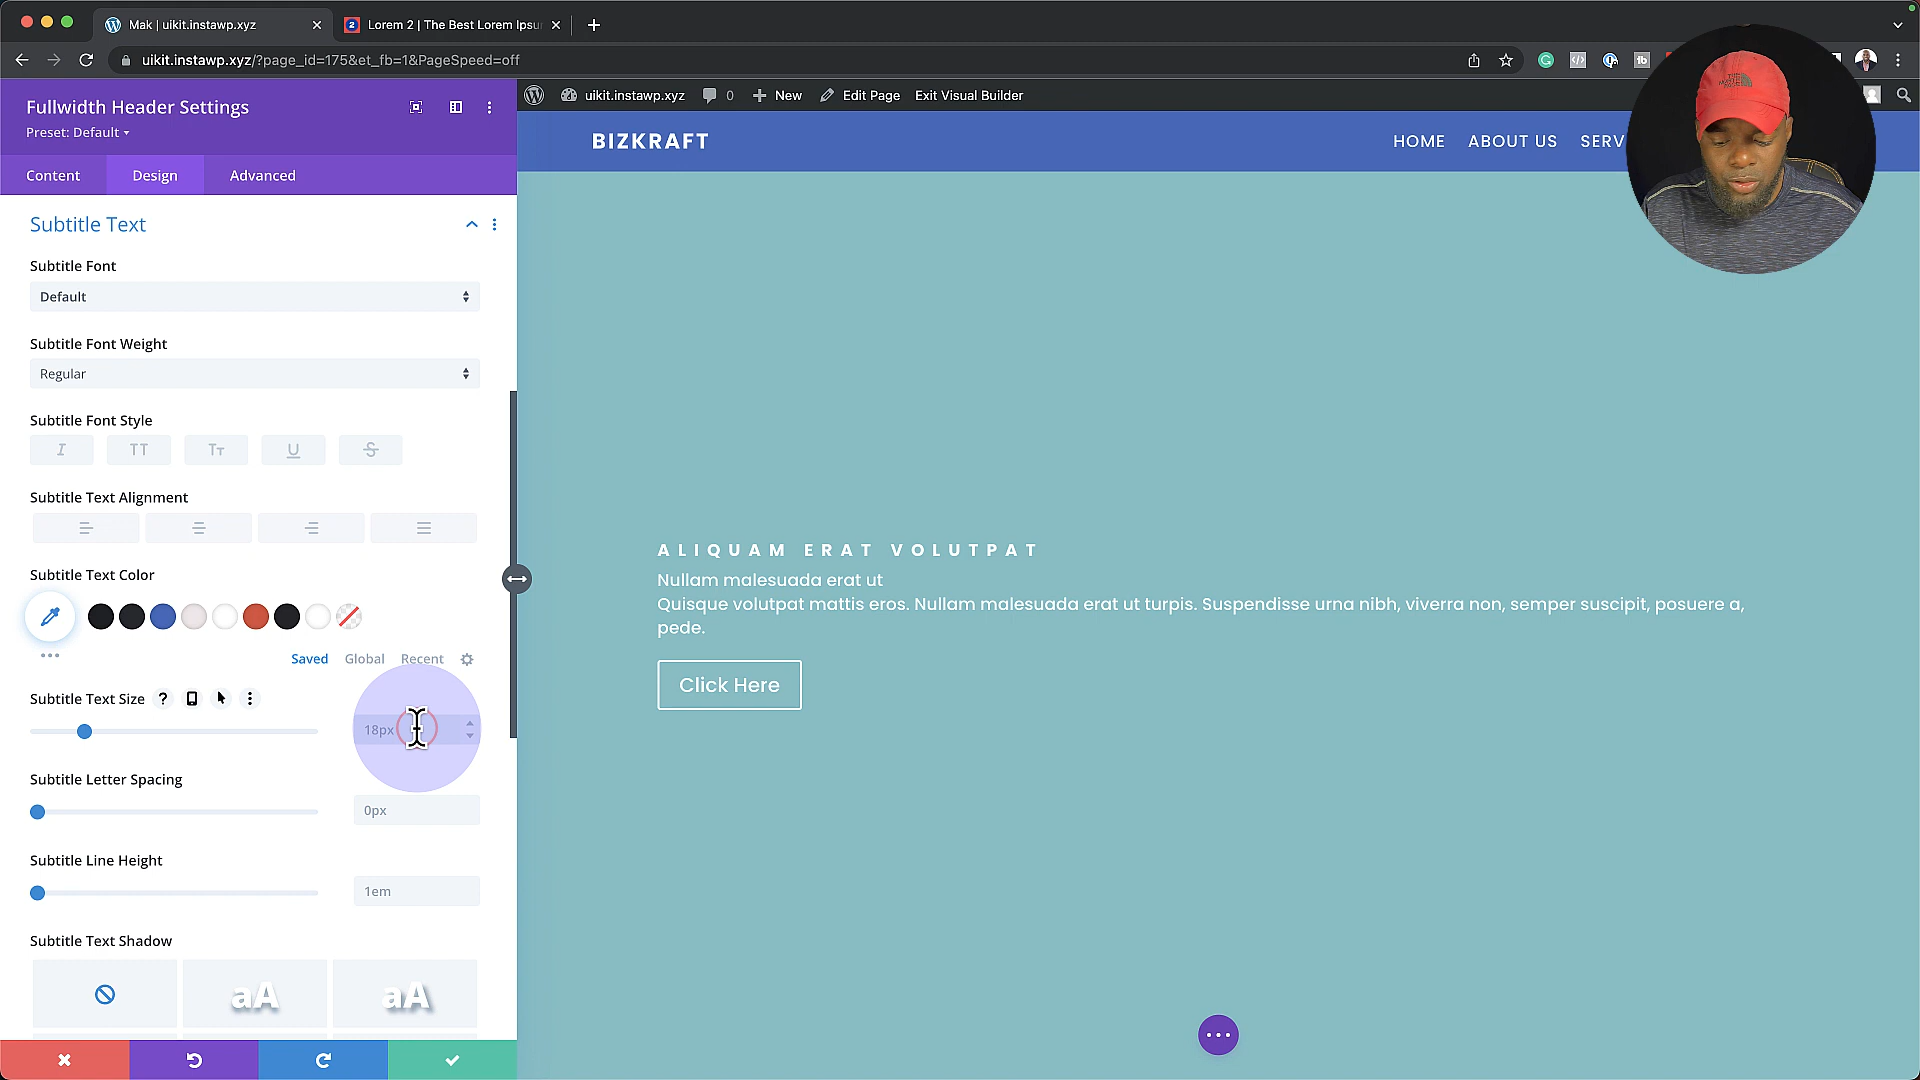 Mak | uikit.instawp.xyz
Lorem 2 | The Best Lorem Ipsu
uikit.instawp.xyz/?page_id=175&et_fb=1&PageSpeed=off
Fullwidth Header Settings
Preset: Default
uikit.instawp.xyz
0
New
Edit Page
Exit Visual Builder
Content
Design
Advanced
BIZKRAFT
HOME
ABOUT US
SERV
Subtitle Text
Subtitle Font
Default
Subtitle Font Weight
Regular
Subtitle Font Style
I
TT
TT
U
S
Subtitle Text Alignment
Subtitle Text Color
Saved
Global
Recent
Subtitle Text Size
?
18px
Subtitle Letter Spacing
0px
Subtitle Line Height
1em
Subtitle Text Shadow
aA
aA
ALIQUAM ERAT VOLUTPAT
Nullam malesuada erat ut
Quisque volutpat mattis eros. Nullam malesuada erat ut turpis. Suspendisse urna nibh, viverra non, semper suscipit, posuere a,
pede.
Click Here